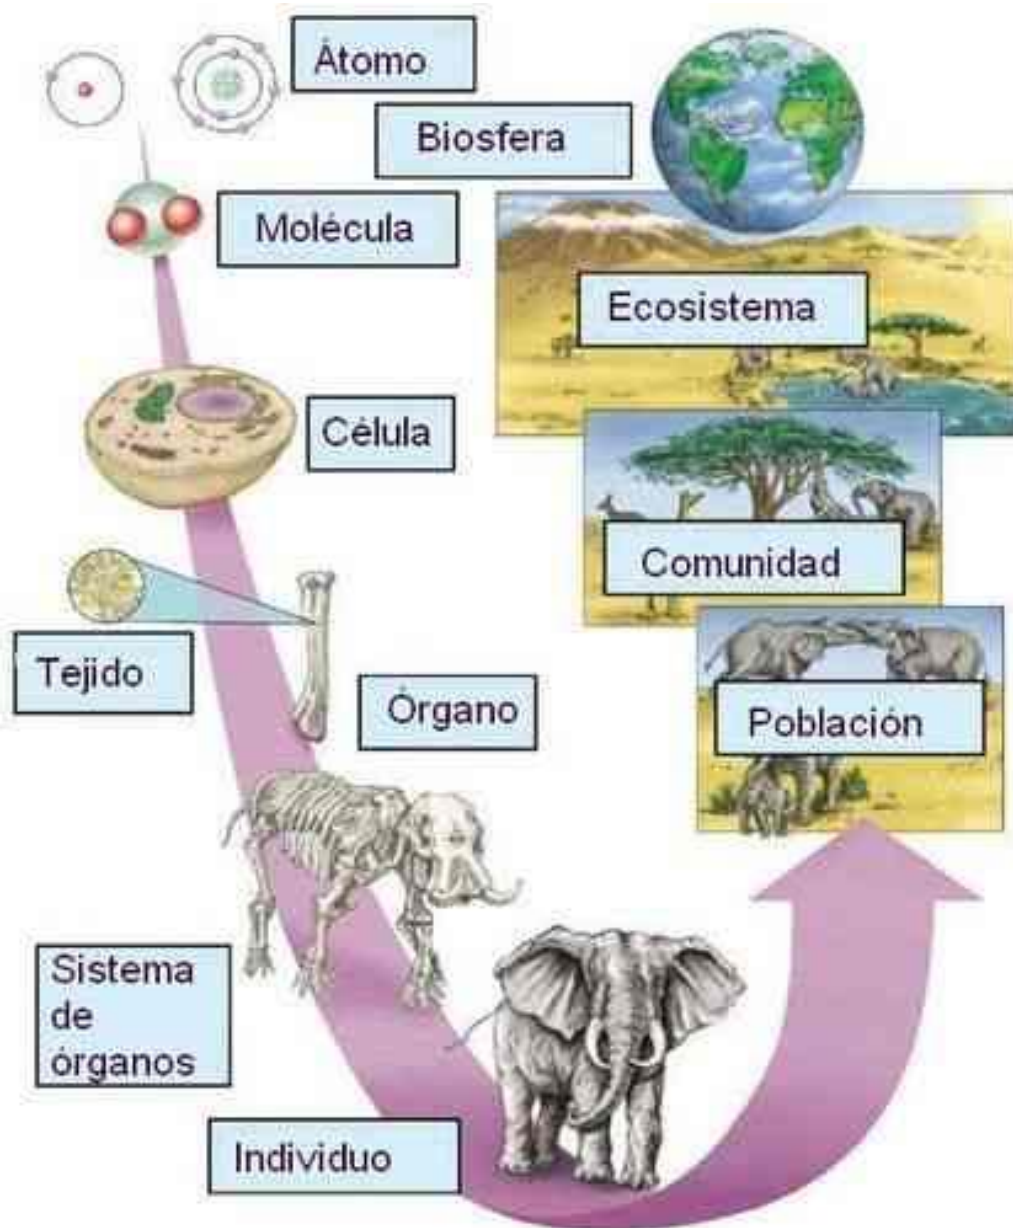 Átomo
Biosfera
Molécula
Ecosistema
Célula
Comunidad
Tejido
Órgano
Población
Sistema
de
órganos
Individuo